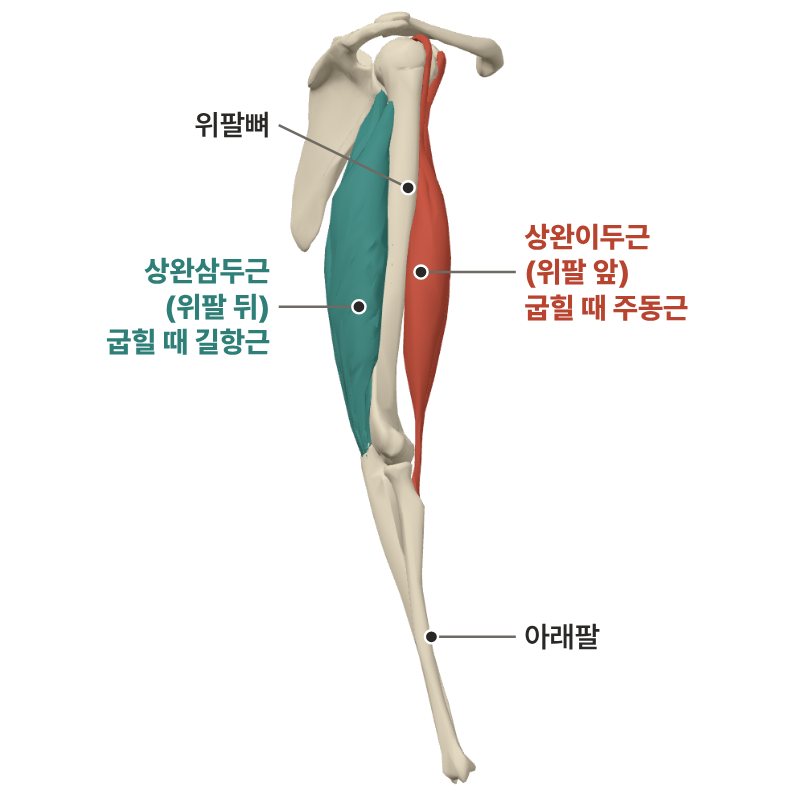 위팔뼈
상완삼두근
(위팔 뒤)
굽힐 때 길항근
상완이두근
(위팔 앞)
굽힐 때 주동근
아래팔